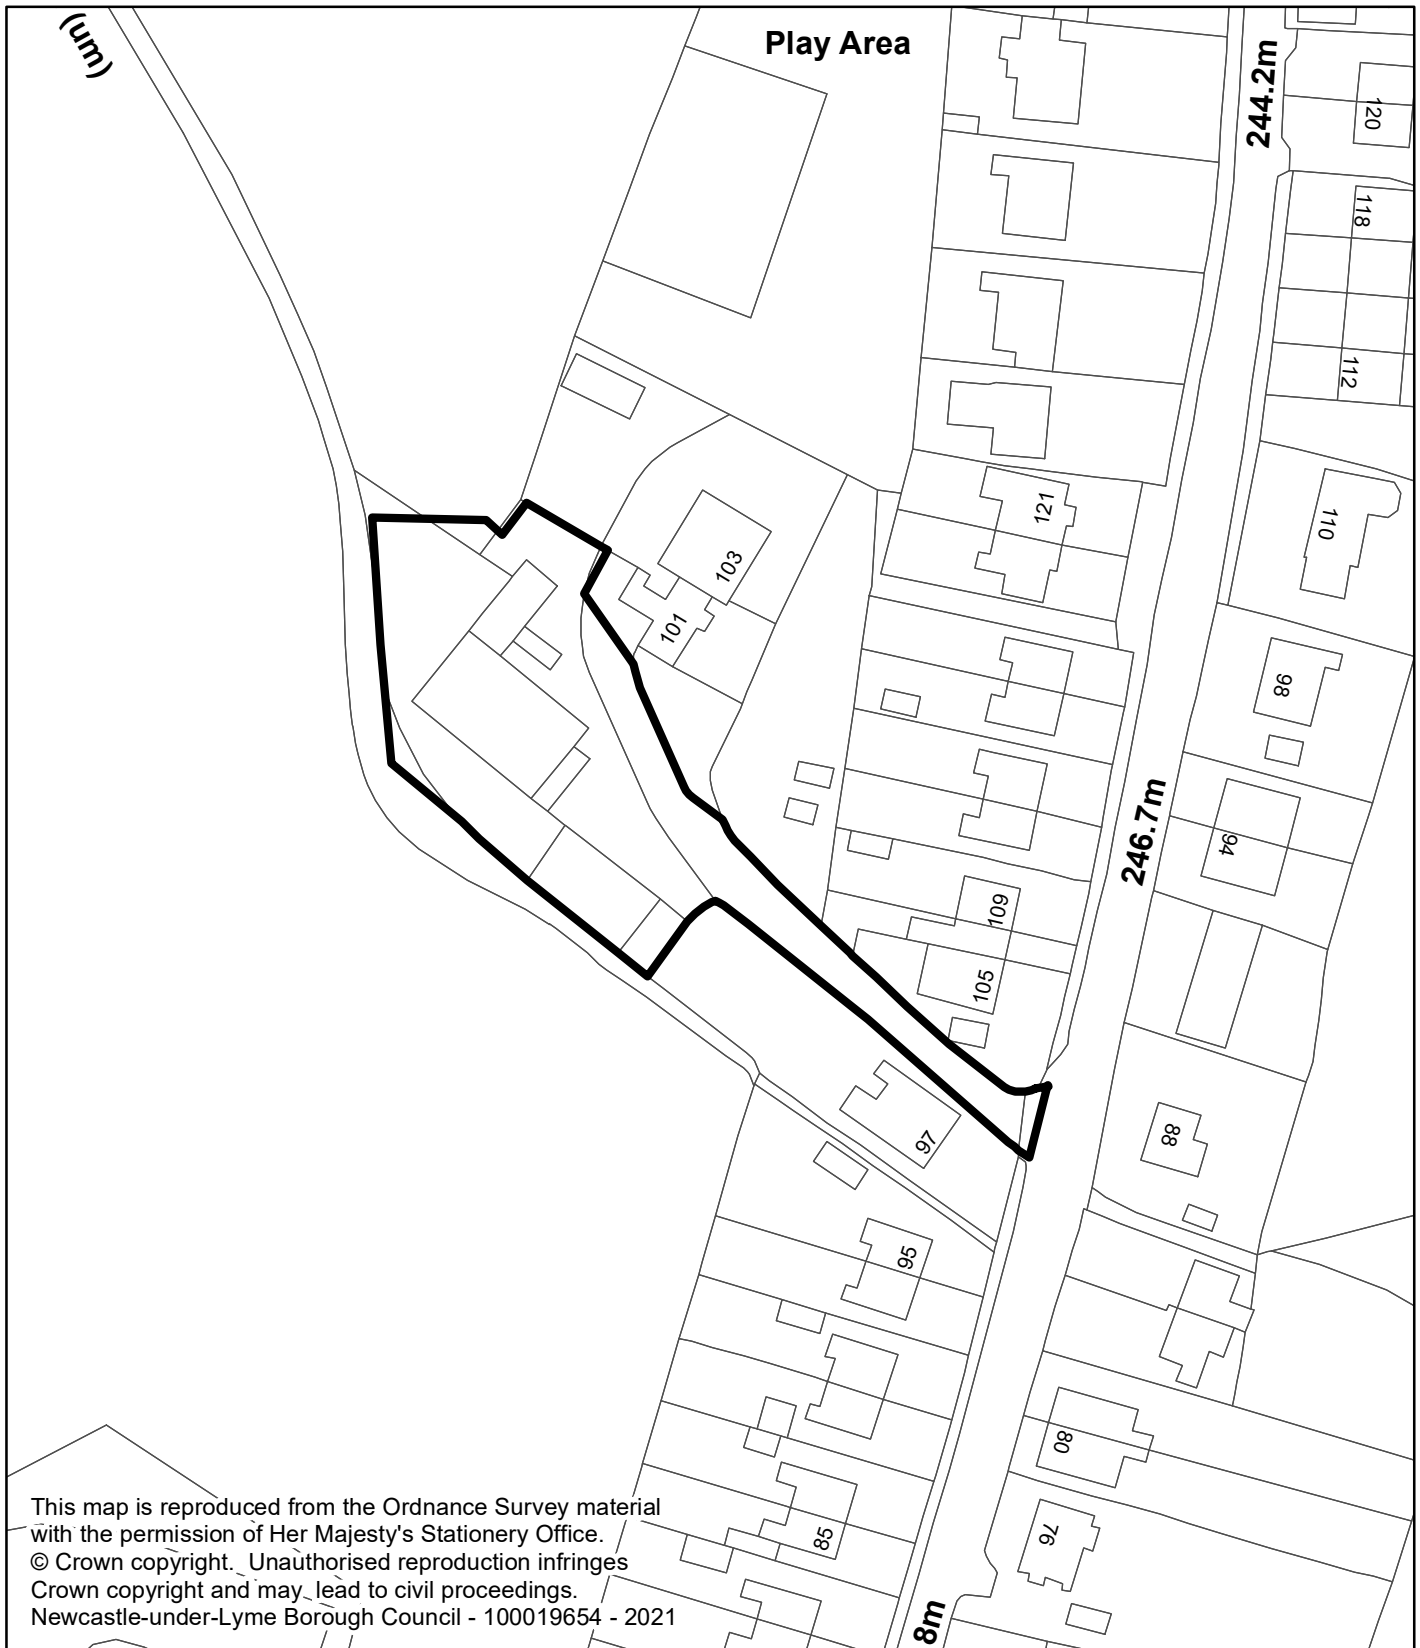 (um)
Play Area
244.2m
120
118
112
121
110
103
101
98
246.7m
94
109
105
97
88
95
80
85
76
8m
This map is reproduced from the Ordnance Survey material
with the permission of Her Majesty's Stationery Office.
© Crown copyright. Unauthorised reproduction infringes
Crown copyright and may lead to civil proceedings.
Newcastle-under-Lyme Borough Council - 100019654 - 2021